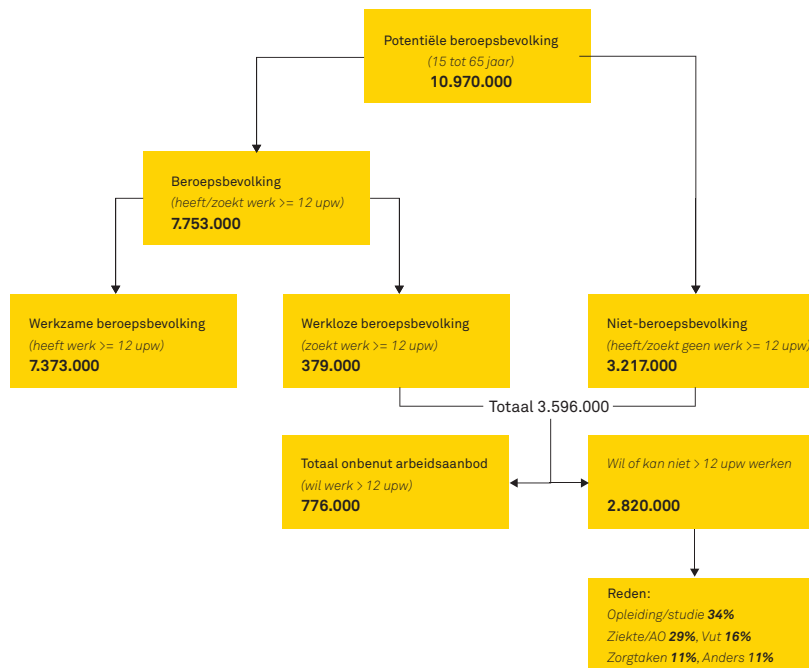 Potentiële beroepsbevolking
(15 tot 65 jaar)
10.970.000
Beroepsbevolking
(heeft/zoekt werk >= 12 upw)
7.753.000
Werkzame beroepsbevolking
(heeft werk >= 12 upw)
7.373.000
Werkloze beroepsbevolking
(zoekt werk >= 12 upw)
379.000
Niet-beroepsbevolking
(heeft/zoekt geen werk >= 12 upw)
3.217.000
Totaal 3.596.000
Totaal onbenut arbeidsaanbod
(wil werk > 12 upw)
776.000
Wil of kan niet > 12 upw werken
2.820.000
Reden:
Opleiding/studie 34%
Ziekte/AO 29%, Vut 16%
Zorgtaken 11%, Anders 11%